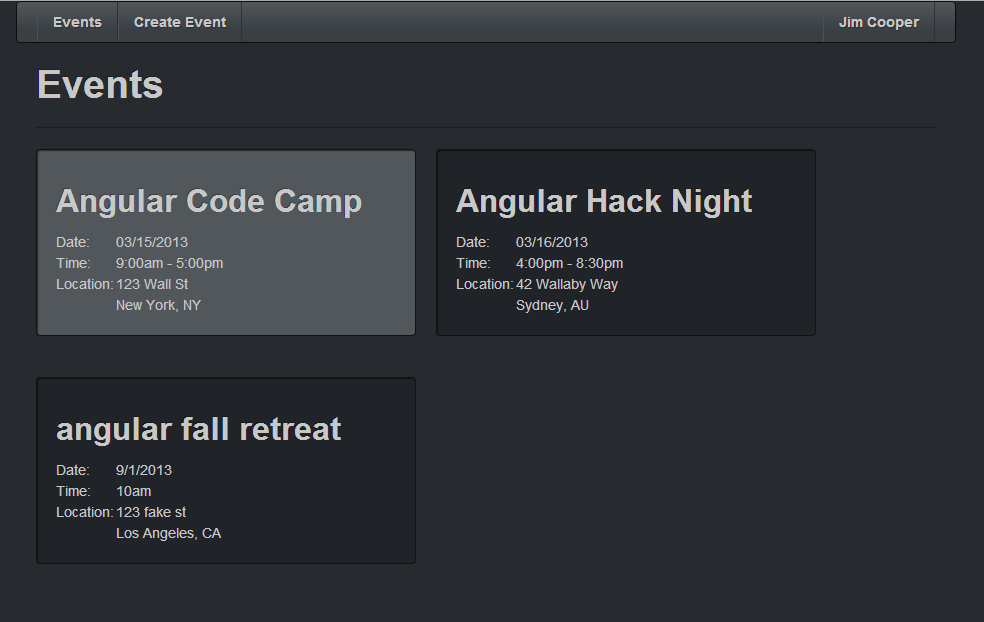 Events
Create Event
Jim Cooper
Events
Angular Code Camp
Date: 03/15/2013
Time: 9:00am - 5:00pm
Location: 123 Wall St
New York, NY
Angular Hack Night
Date: 03/16/2013
Time: 4:00pm - 8:30pm
Location: 42 Wallaby Way
Sydney, AU
angular fall retreat
Date: 9/1/2013
Time: 10am
Location: 123 fake st
Los Angeles, CA